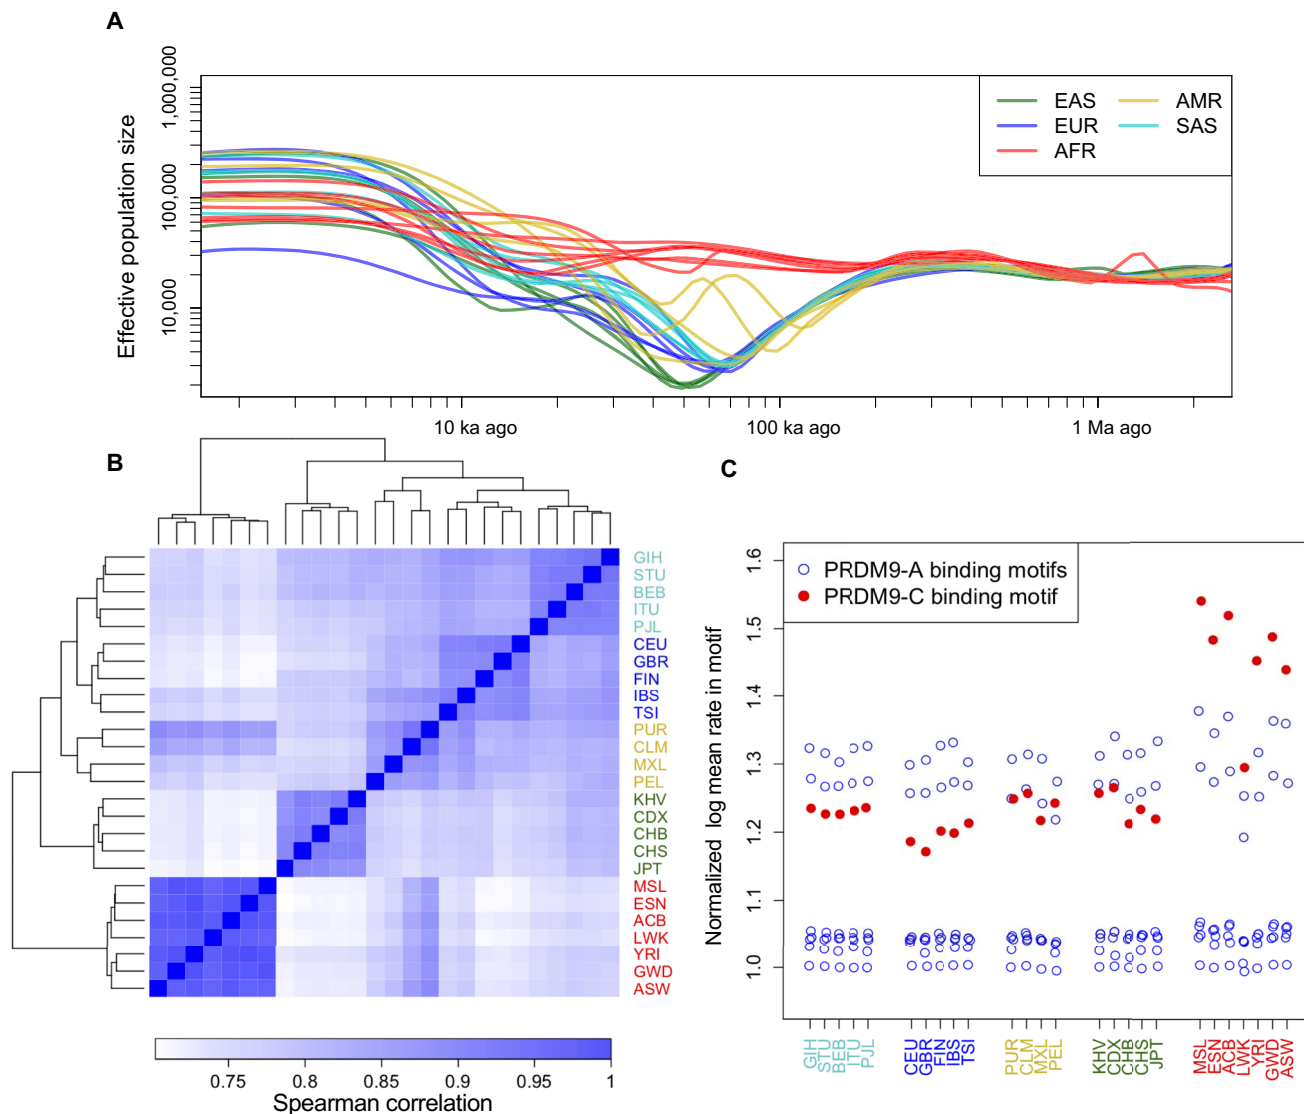 A
Effective population size
1,000,000
100,000
10,000
EAS
EUR
AFR
AMR
SAS
10 ka ago
100 ka ago
1 Ma ago
B
GIH
STU
BEB
ITU
PJL
CEU
GBR
FIN
IBS
TSI
PUR
CLM
MXL
PEL
KHV
CDX
CHB
CHS
JPT
MSL
ESN
ACB
LWK
YRI
GWD
ASW
0.75
0.8
0.85
0.9
0.95
1
Spearman correlation
C
Normalized log mean rate in motif
1.6
1.5
1.4
1.3
1.2
1.1
1.0
PRDM9-A binding motifs
PRDM9-C binding motif
GIH
STU
BEB
ITU
PJL
CEU
GBR
FIN
IBS
TSI
PUR
CLM
MXL
PEL
KHV
CDX
CHB
CHS
JPT
MSL
ESN
ACB
LWK
YRI
GWD
ASW